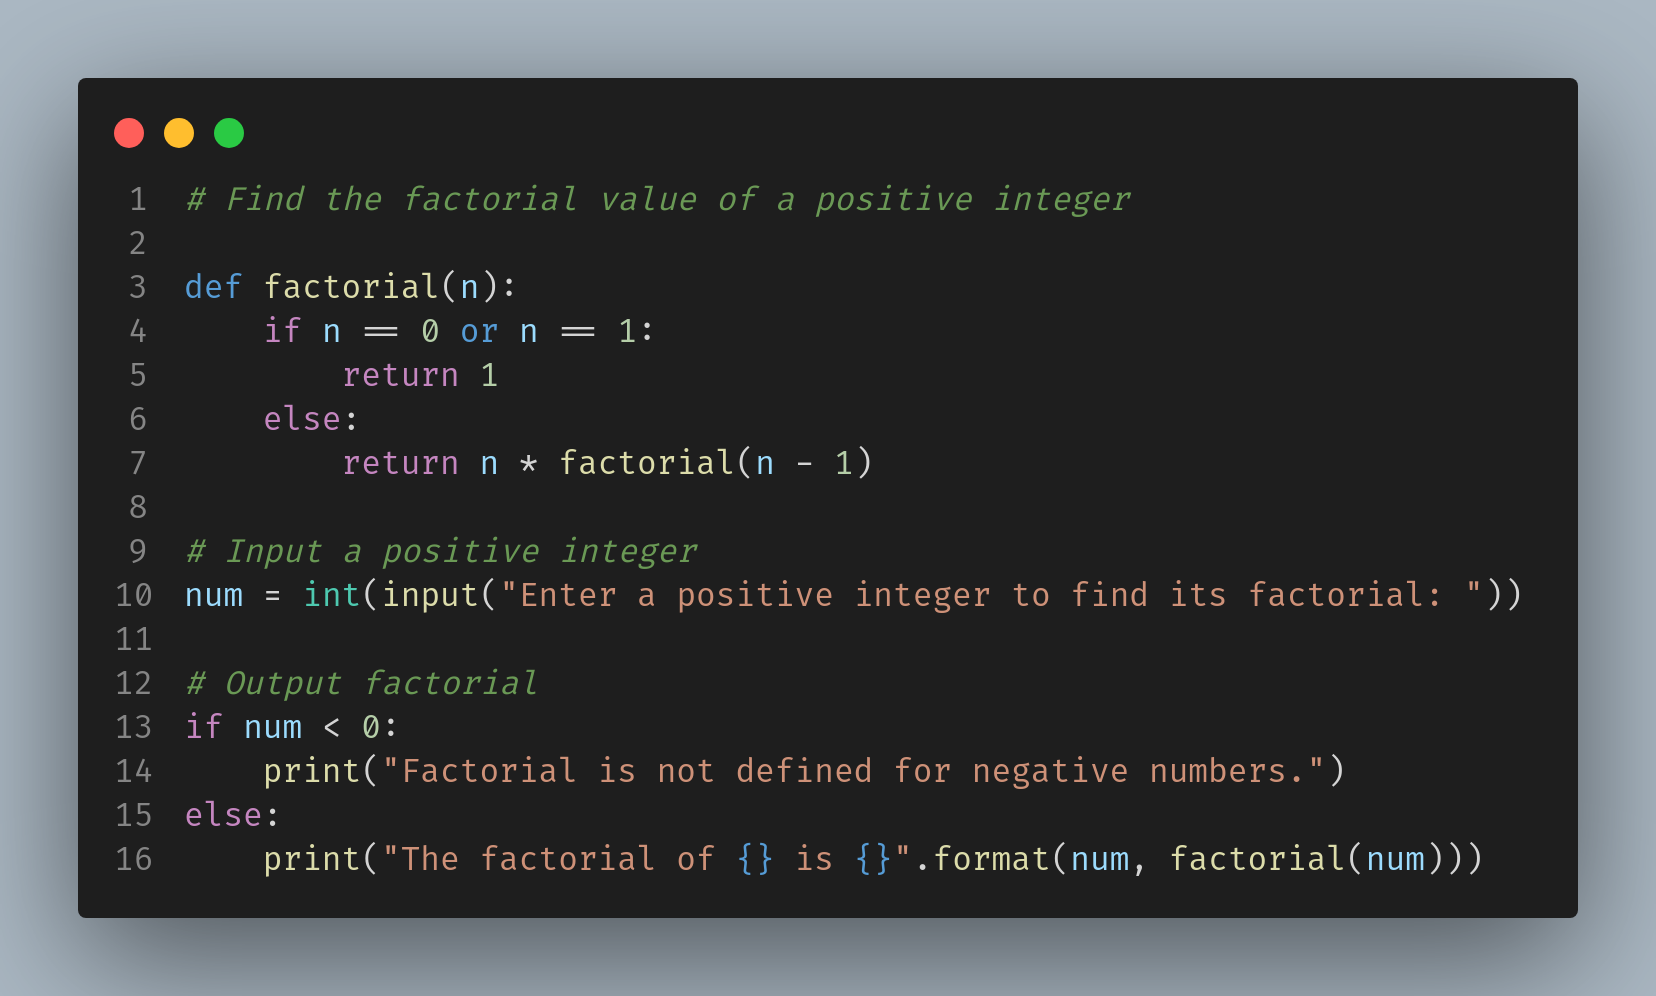 1 # Find the factorial value of a positive integer
2
3 def factorial(n):
4     if n == 0 or n == 1:
5         return 1
6     else:
7         return n * factorial(n - 1)
8
9 # Input a positive integer
10 num = int(input("Enter a positive integer to find its factorial: "))
11
12 # Output factorial
13 if num < 0:
14     print("Factorial is not defined for negative numbers.")
15 else:
16     print("The factorial of {} is {}".format(num, factorial(num)))